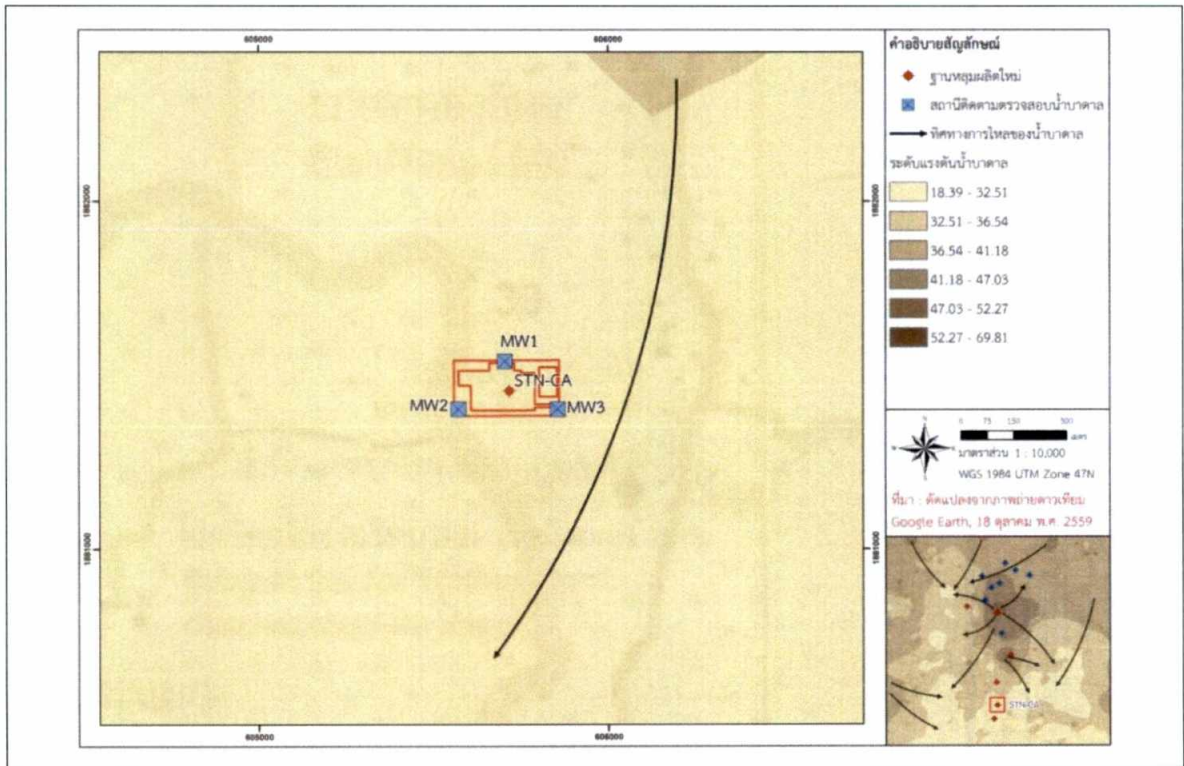 605000
606000
1882000
1882000
MW1
STN-CA
MW2
MW3
1881000
1881000
605000
606000
คำอธิบายสัญลักษณ์
ฐานหลุมผลิตใหม่
สถานีติดตามตรวจสอบน้ำบาดาล
ทิศทางการไหลของน้ำบาดาล
ระดับแรงดันน้ำบาดาล
18.39 - 32.51
32.51 - 36.54
36.54 - 41.18
41.18 - 47.03
47.03 - 52.27
52.27 - 69.81
0 75 150 300
เมตร
มาตราส่วน 1 : 10,000
WGS 1984 UTM Zone 47N
ที่มา : ดัดแปลงจากภาพถ่ายดาวเทียม
Google Earth, 18 ตุลาคม พ.ศ. 2559
STN-CA